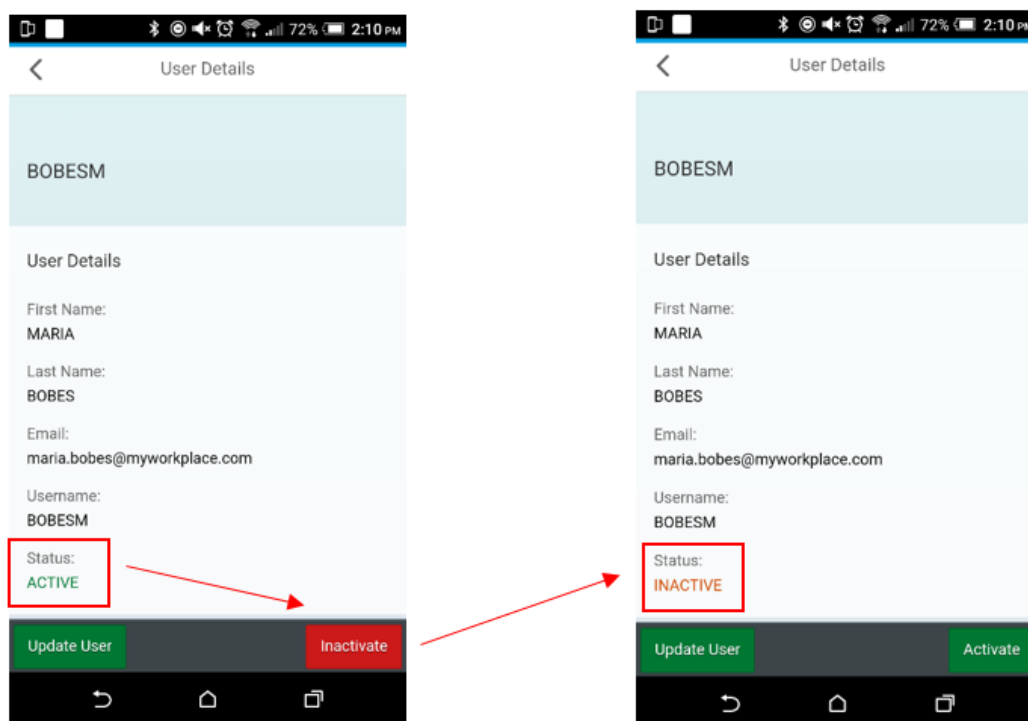 72% 2:10 PM
User Details
BOBESM
User Details
First Name:
MARIA
Last Name:
BOBES
Email:
maria.bobes@myworkplace.com
Username:
BOBESM
Status:
ACTIVE
Update User
Inactivate
72% 2:10 PM
User Details
BOBESM
User Details
First Name:
MARIA
Last Name:
BOBES
Email:
maria.bobes@myworkplace.com
Username:
BOBESM
Status:
INACTIVE
Update User
Activate